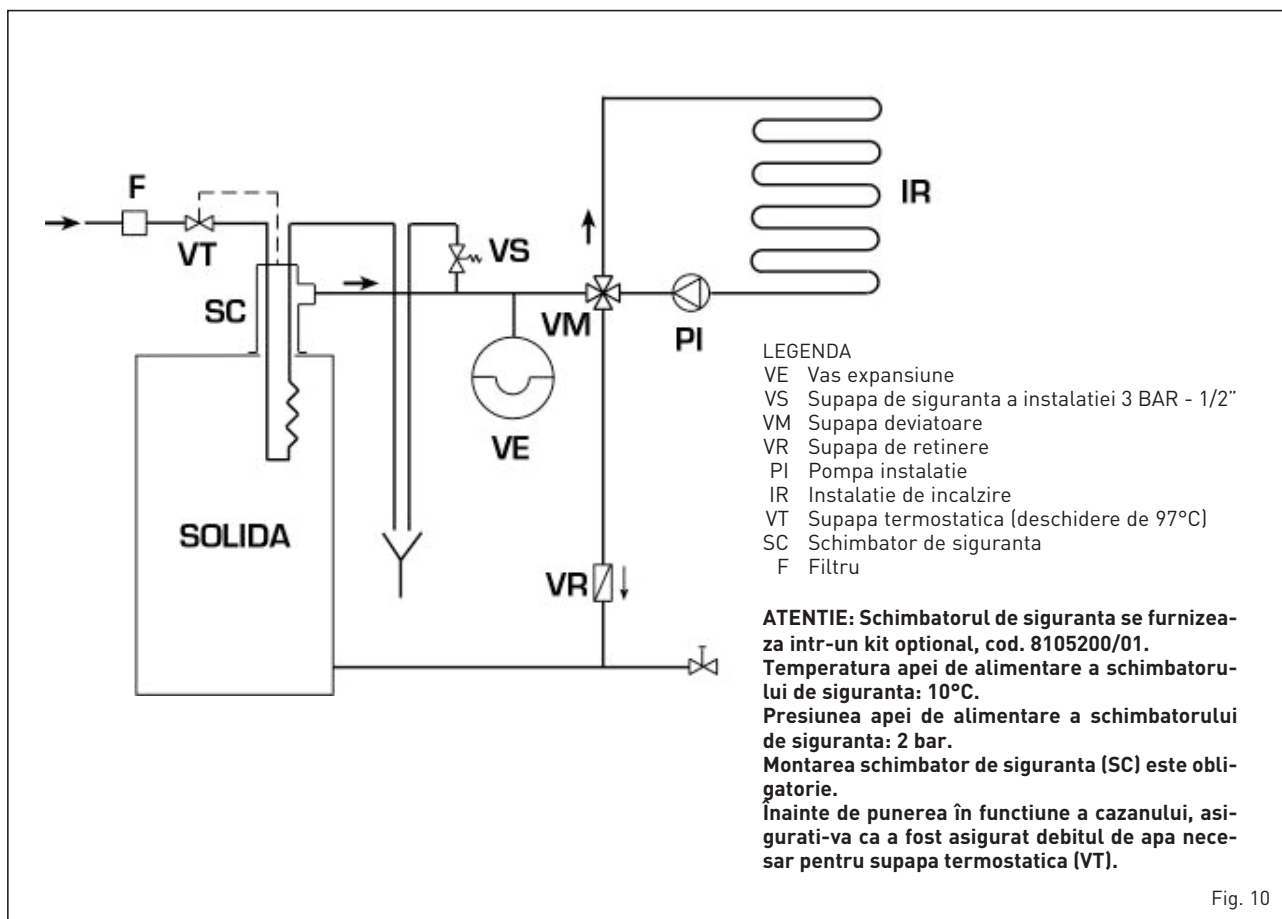 F
VT
SC
VS
VM
PI
IR
VE
SOLIDA
VR
LEGENDA
VE Vas expansiune
VS Supapa de siguranta a instalatiei 3 BAR - 1/2”
VM Supapa deviatoare
VR Supapa de retinere
PI Pompa instalatie
IR Instalatie de incalzire
VT Supapa termostatica (deschidere de 97°C)
SC Schimbator de siguranta
F Filtru
ATENTIE: Schimbatorul de siguranta se furnizea-
za intr-un kit optional, cod. 8105200/01.
Temperatura apei de alimentare a schimbatoru-
lui de siguranta: 10°C.
Presiunea apei de alimentare a schimbatorului
de siguranta: 2 bar.
Montarea schimbator de siguranta (SC) este obli-
gatorie.
Înainte de punerea în functiune a cazanului, asi-
gurati-va ca a fost asigurat debitul de apa nece-
sar pentru supapa termostatica (VT).
Fig. 10